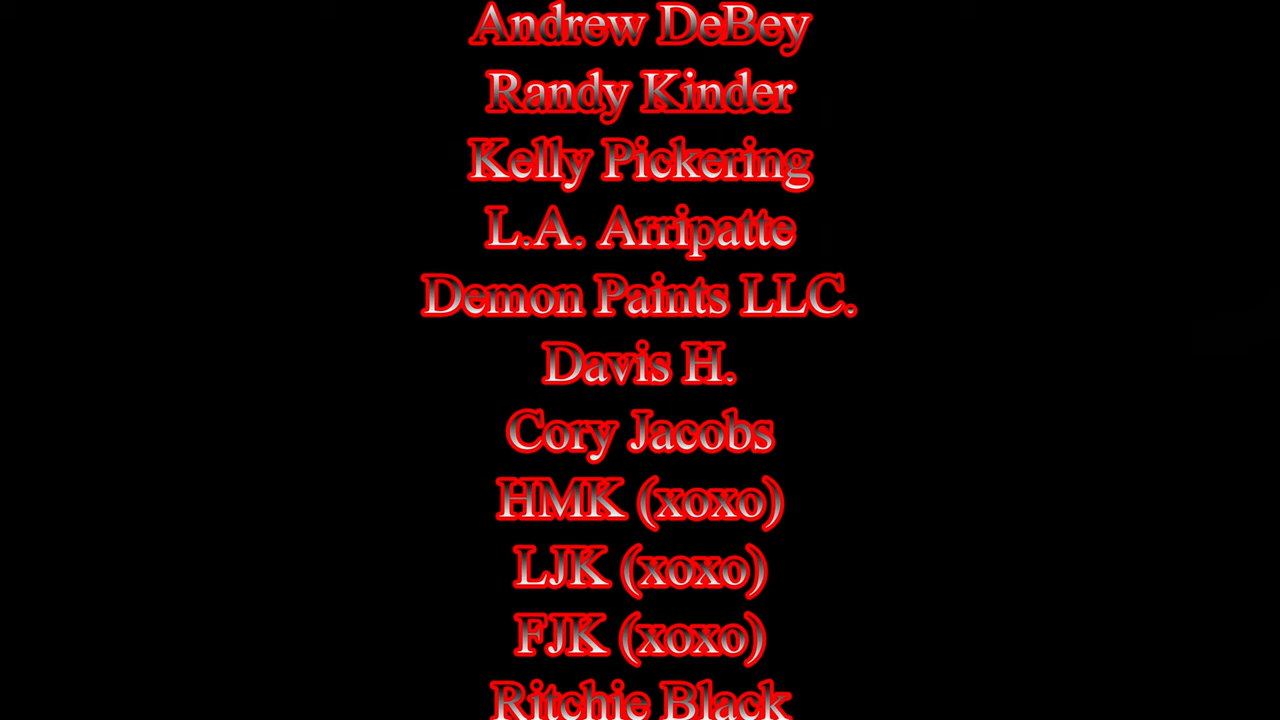 Andrew DeBey
Randy Kinder
Kelly Pickering
L.A. Arripatte
Demon Paints LLC.
Davis H.
Cory Jacobs
HMK (xoxo)
LJK (xoxo)
FJK (xoxo)
Ritchie Black